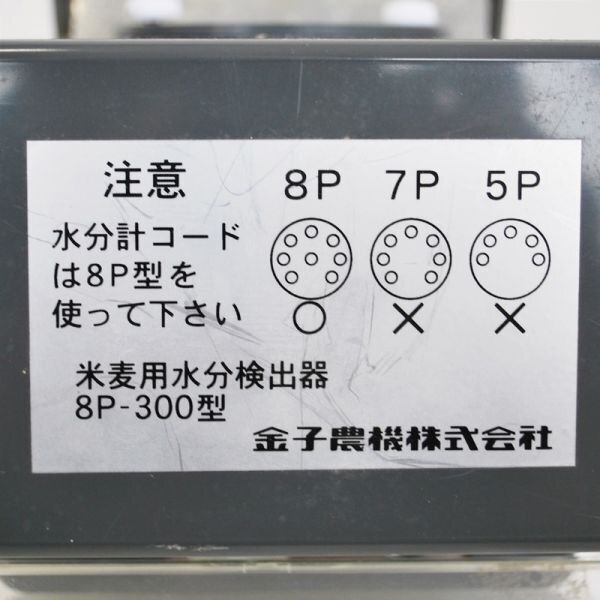 注意
8P 7P 5P
水分計コード
は8P型を
使って下さい
○ × ×
米麦用水分検出器
8P-300型
金子農機株式会社